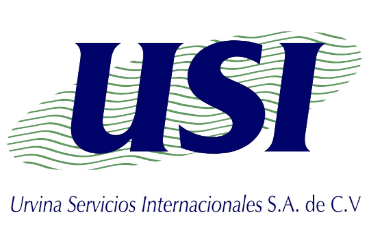 USI
Urvina Servicios Internacionales S.A. de C.V